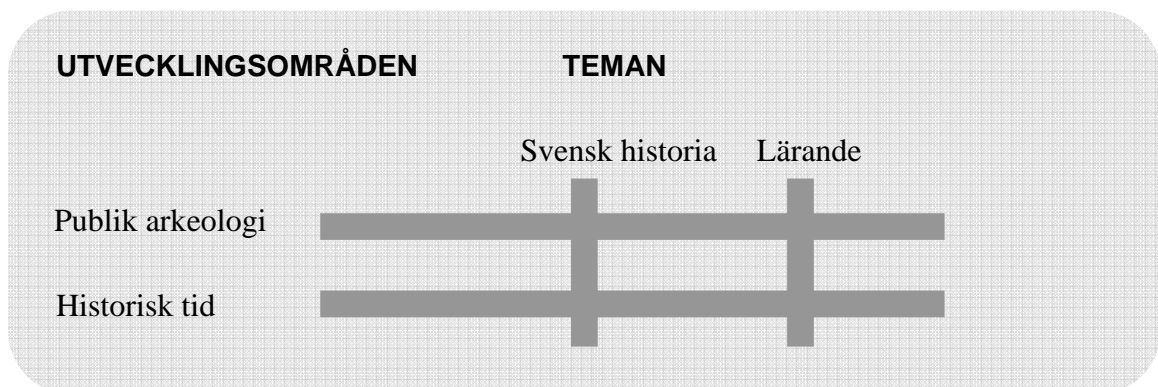 UTVECKLINGSOMRÅDEN TEMAN
Svensk historia Lärande
Publik arkeologi
Historisk tid